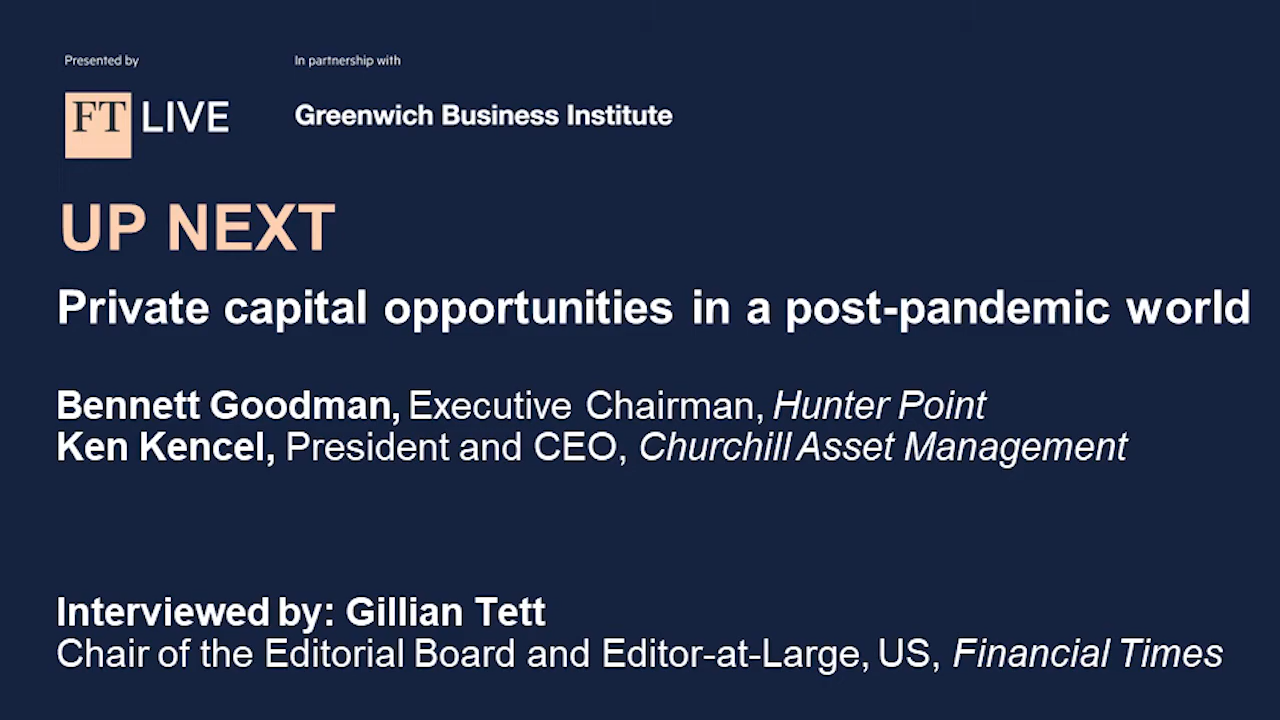 Presented by
In partnership with
FT LIVE
Greenwich Business Institute
UP NEXT
Private capital opportunities in a post-pandemic world
Bennett Goodman, Executive Chairman, Hunter Point
Ken Kencel, President and CEO, Churchill Asset Management
Interviewed by: Gillian Tett
Chair of the Editorial Board and Editor-at-Large, US, Financial Times